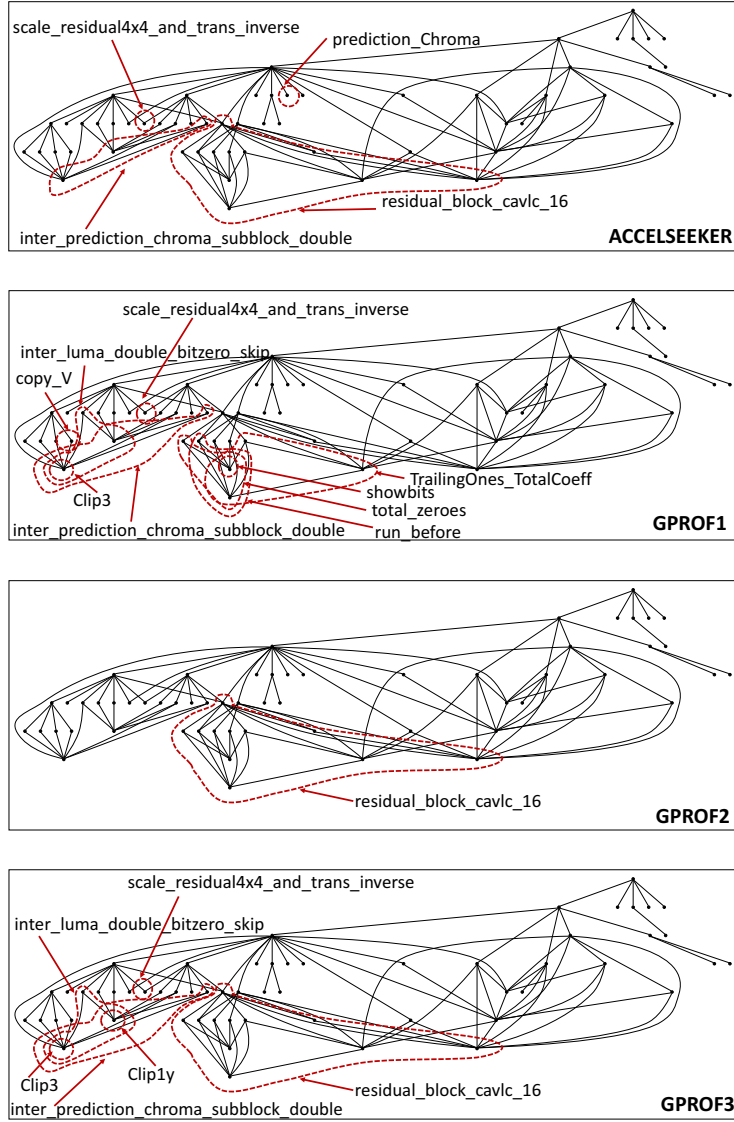 scale_residual4x4_and_trans_inverse
prediction_Chroma
residual_block_cavlc_16
inter_prediction_chroma_subblock_double
ACCELSEEKER
scale_residual4x4_and_trans_inverse
inter_luma_double_bitzero_skip
copy_V
TrailingOnes_TotalCoeff
Clip3
showbits
total_zeroes
inter_prediction_chroma_subblock_double
run_before
GPROF1
residual_block_cavlc_16
GPROF2
scale_residual4x4_and_trans_inverse
inter_luma_double_bitzero_skip
Clip3
Clip1y
residual_block_cavlc_16
inter_prediction_chroma_subblock_double
GPROF3